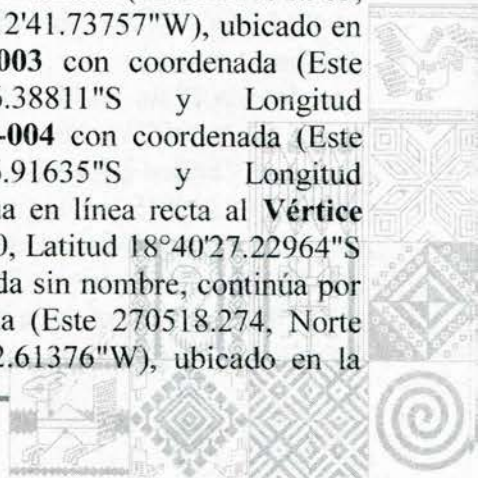 2'41.73757"W), ubicado en
003 con coordenada (Este
.38811"S y Longitud
-004 con coordenada (Este
.91635"S y Longitud
a en línea recta al Vértice
0, Latitud 18°40'27.22964"S
da sin nombre, continúa por
a (Este 270518.274, Norte
2.61376"W), ubicado en la